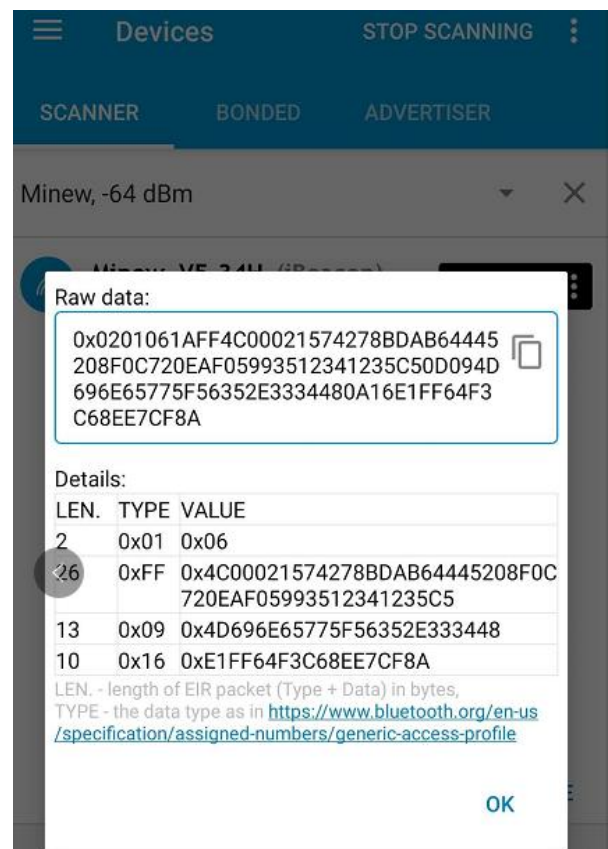 Devices STOP SCANNING
SCANNER BONDED ADVERTISER
Minew, -64 dBm
Raw data:
0x0201061AFF4C00021574278BDAB64445
208F0C720EAF05993512341235C50D094D
696E65775F56352E3334480A16E1FF64F3
C68EE7CF8A
Details:
LEN. TYPE VALUE
2 0x01 0x06
26 0xFF 0x4C00021574278BDAB64445208F0C
720EAF05993512341235C5
13 0x09 0x4D696E65775F56352E333448
10 0x16 0xE1FF64F3C68EE7CF8A
LEN. - length of EIR packet (Type + Data) in bytes,
TYPE - the data type as in https://www.bluetooth.org/en-us
/specification/assigned-numbers/generic-access-profile
OK